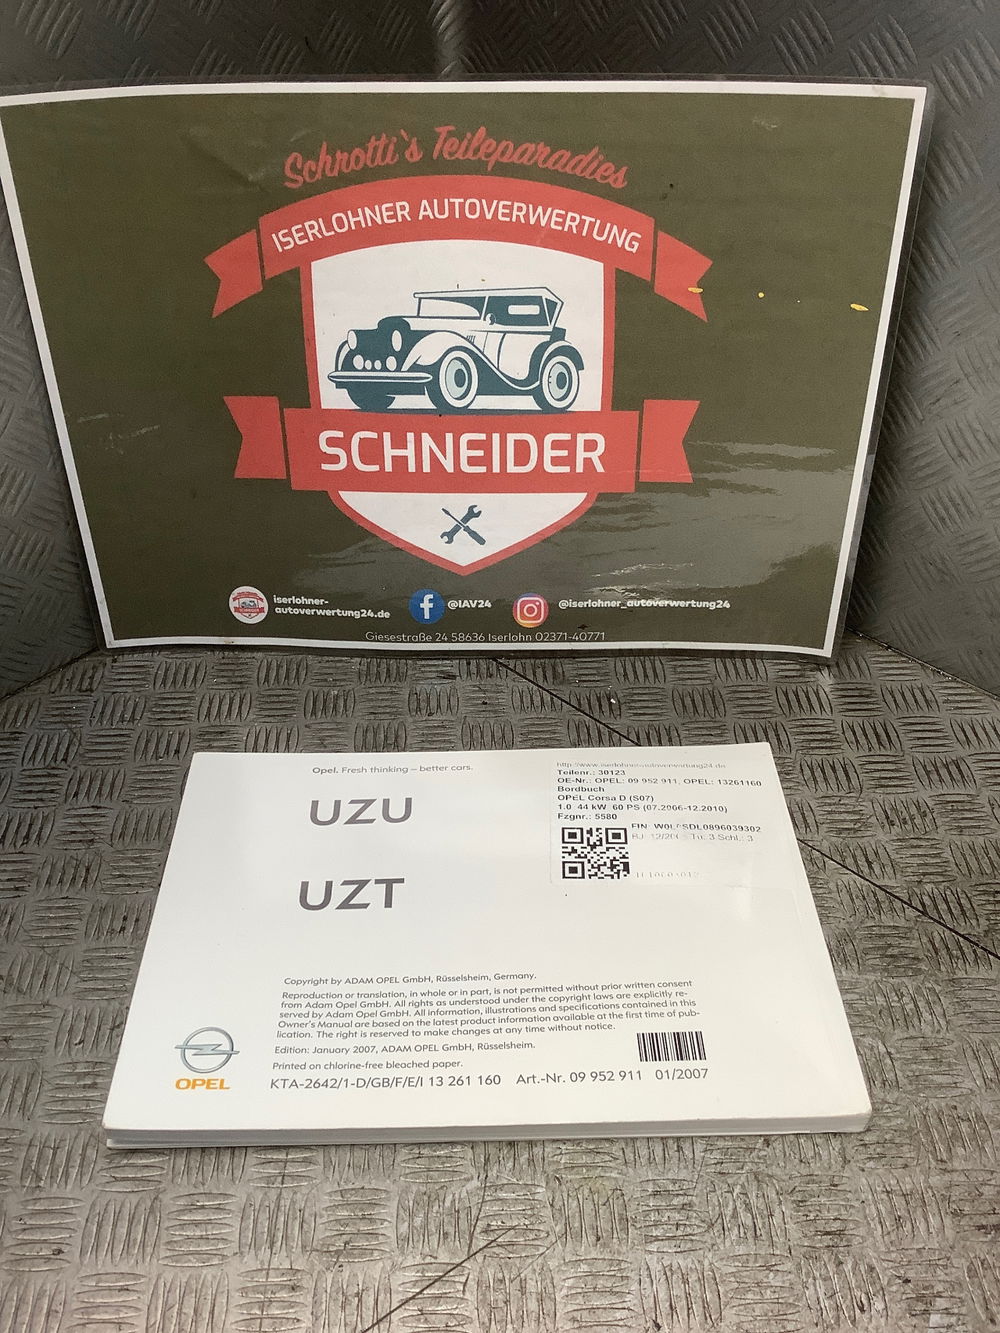 Schrotti`s Teileparadies
ISERLOHNER AUTOVERWERTUNG
SCHNEIDER
iserlohner-
autoverwertung24.de
@IAV24
@iserlohner_autoverwertung24
Giesestraße 24 58636 Iserlohn 02371-40771
Opel. Fresh thinking – better cars.
UZU
UZT
http://www.iserlohner-autoverwertung24.de
Teilenr.: 30123
OE-Nr.: OPEL: 09 952 911, OPEL: 13261160
Bordbuch
OPEL Corsa D (S07)
1.0 44 kW 60 PS (07.2006-12.2010)
Fzgnr.: 5580
FIN:
Schl.: 3
Copyright by ADAM OPEL GmbH, Rüsselsheim, Germany.
Reproduction or translation, in whole or in part, is not permitted without prior written consent
from Adam Opel GmbH. All rights as understood under the copyright laws are explicitly re-
served by Adam Opel GmbH. All information, illustrations and specifications contained in this
Owner's Manual are based on the latest product information available at the first time of pub-
lication. The right is reserved to make changes at any time without notice.
Edition: January 2007, ADAM OPEL GmbH, Rüsselsheim.
Printed on chlorine-free bleached paper.
KTA-2642/1-D/GB/F/E/I 13 261 160 Art.-Nr. 09 952 911 01/2007
OPEL